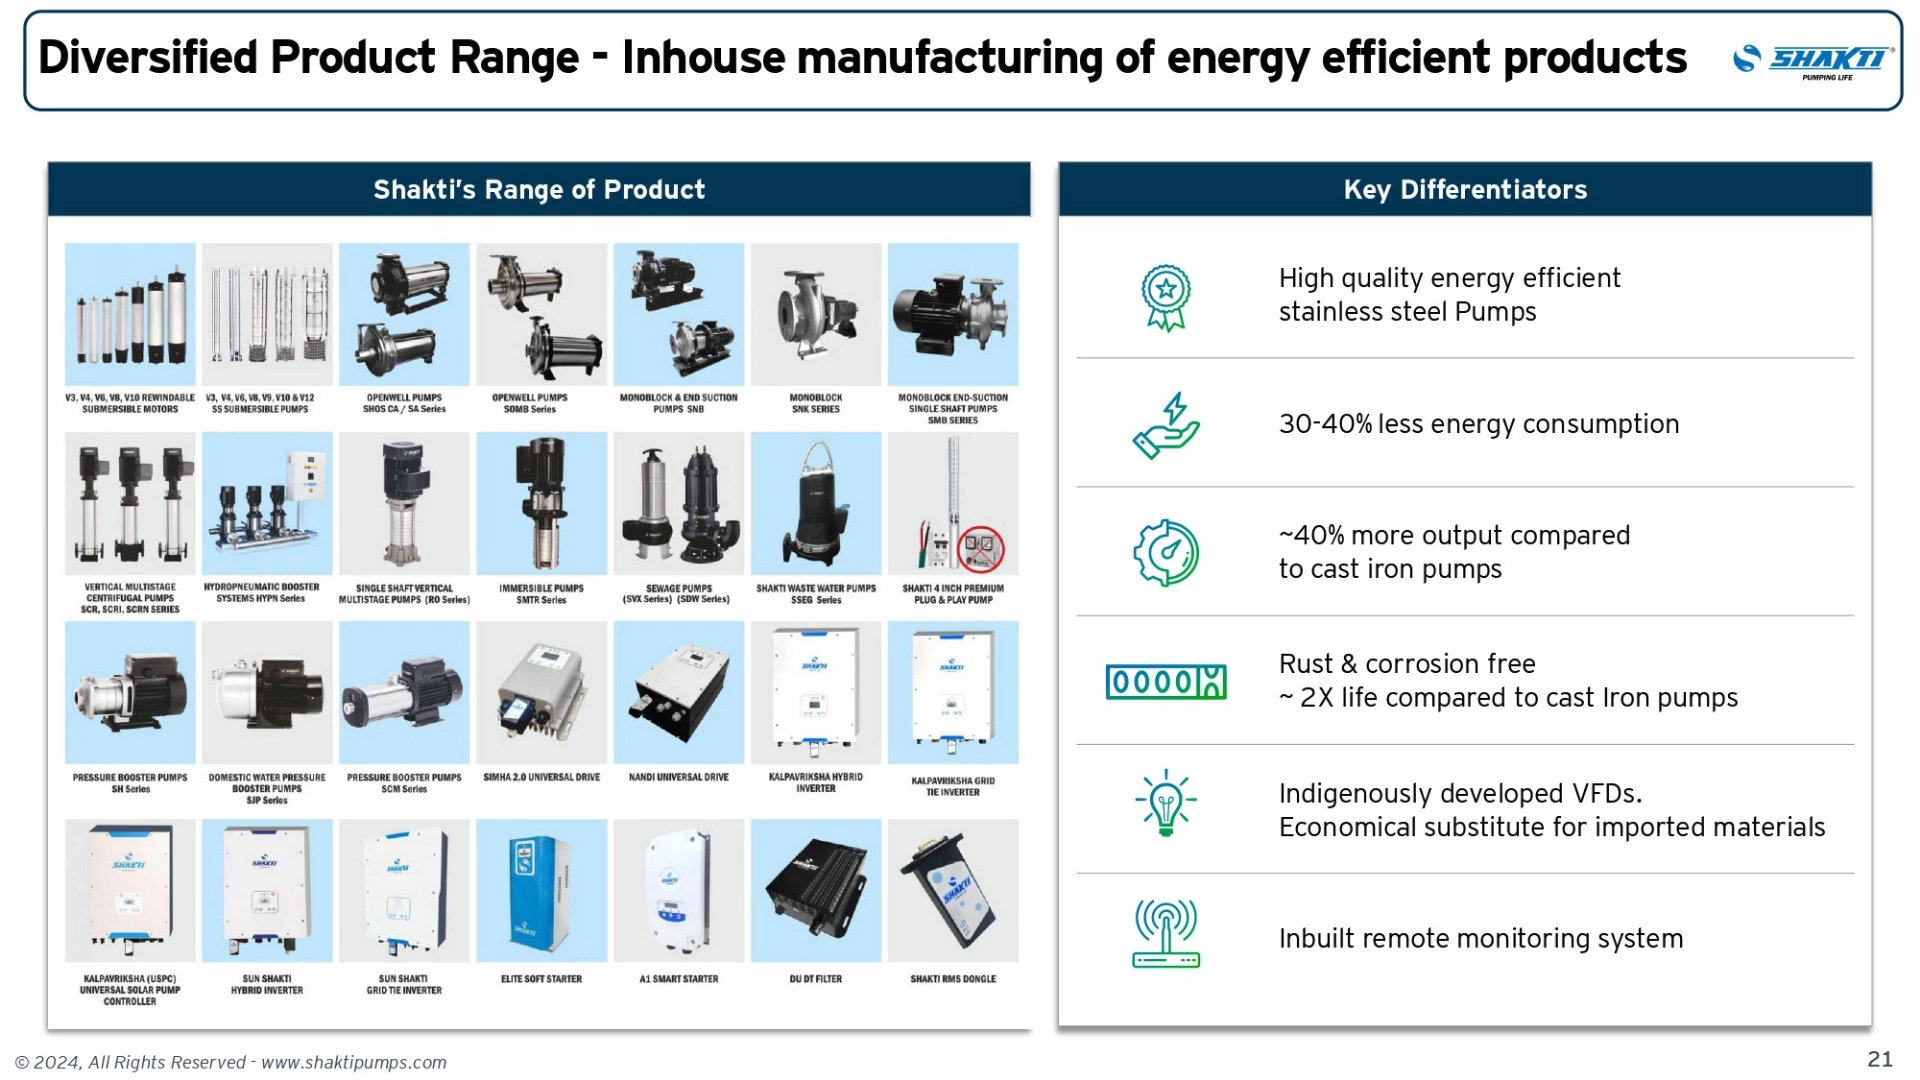 Diversified Product Range - Inhouse manufacturing of energy efficient products
SHAKTI®
PUMPING LIFE
Shakti's Range of Product
V3, V4, V6, V8, V10 REWINDABLE
SUBMERSIBLE MOTORS
V3, V4, V6, V8, V9, V10 & V12
SS SUBMERSIBLE PUMPS
OPENWELL PUMPS
SHOS CA / SA Series
OPENWELL PUMPS
SOMB Series
MONOBLOCK & END SUCTION
PUMPS SNB
MONOBLOCK
SNK SERIES
MONOBLOCK END-SUCTION
SINGLE SHAFT PUMPS
SMB SERIES
VERTICAL MULTISTAGE
CENTRIFUGAL PUMPS
SCR, SCRI, SCRN SERIES
HYDROPNEUMATIC BOOSTER
SYSTEMS HYPN Series
SINGLE SHAFT VERTICAL
MULTISTAGE PUMPS (RO Series)
IMMERSIBLE PUMPS
SMTR Series
SEWAGE PUMPS
(SVX Series) (SDW Series)
SHAKTI WASTE WATER PUMPS
SSEG Series
SHAKTI 4 INCH PREMIUM
PLUG & PLAY PUMP
PRESSURE BOOSTER PUMPS
SH Series
DOMESTIC WATER PRESSURE
BOOSTER PUMPS
SJP Series
PRESSURE BOOSTER PUMPS
SCM Series
SIMHA 2.0 UNIVERSAL DRIVE
NANDI UNIVERSAL DRIVE
SHAKTI
KALPAVRIKSHA HYBRID
INVERTER
SHAKTI
KALPAVRIKSHA GRID
TIE INVERTER
SHAKTI
KALPAVRIKSHA (USPC)
UNIVERSAL SOLAR PUMP
CONTROLLER
SHAKTI
SUN SHAKTI
HYBRID INVERTER
SHAKTI
SUN SHAKTI
GRID TIE INVERTER
SHAKTI
ELITE SOFT STARTER
SHAKTI
A1 SMART STARTER
SHAKTI
DU DT FILTER
SHAKTI
SHAKTI RMS DONGLE
Key Differentiators
High quality energy efficient
stainless steel Pumps
30-40% less energy consumption
~40% more output compared
to cast iron pumps
0000
Rust & corrosion free
~ 2X life compared to cast Iron pumps
Indigenously developed VFDs.
Economical substitute for imported materials
Inbuilt remote monitoring system
© 2024, All Rights Reserved - www.shaktipumps.com
21